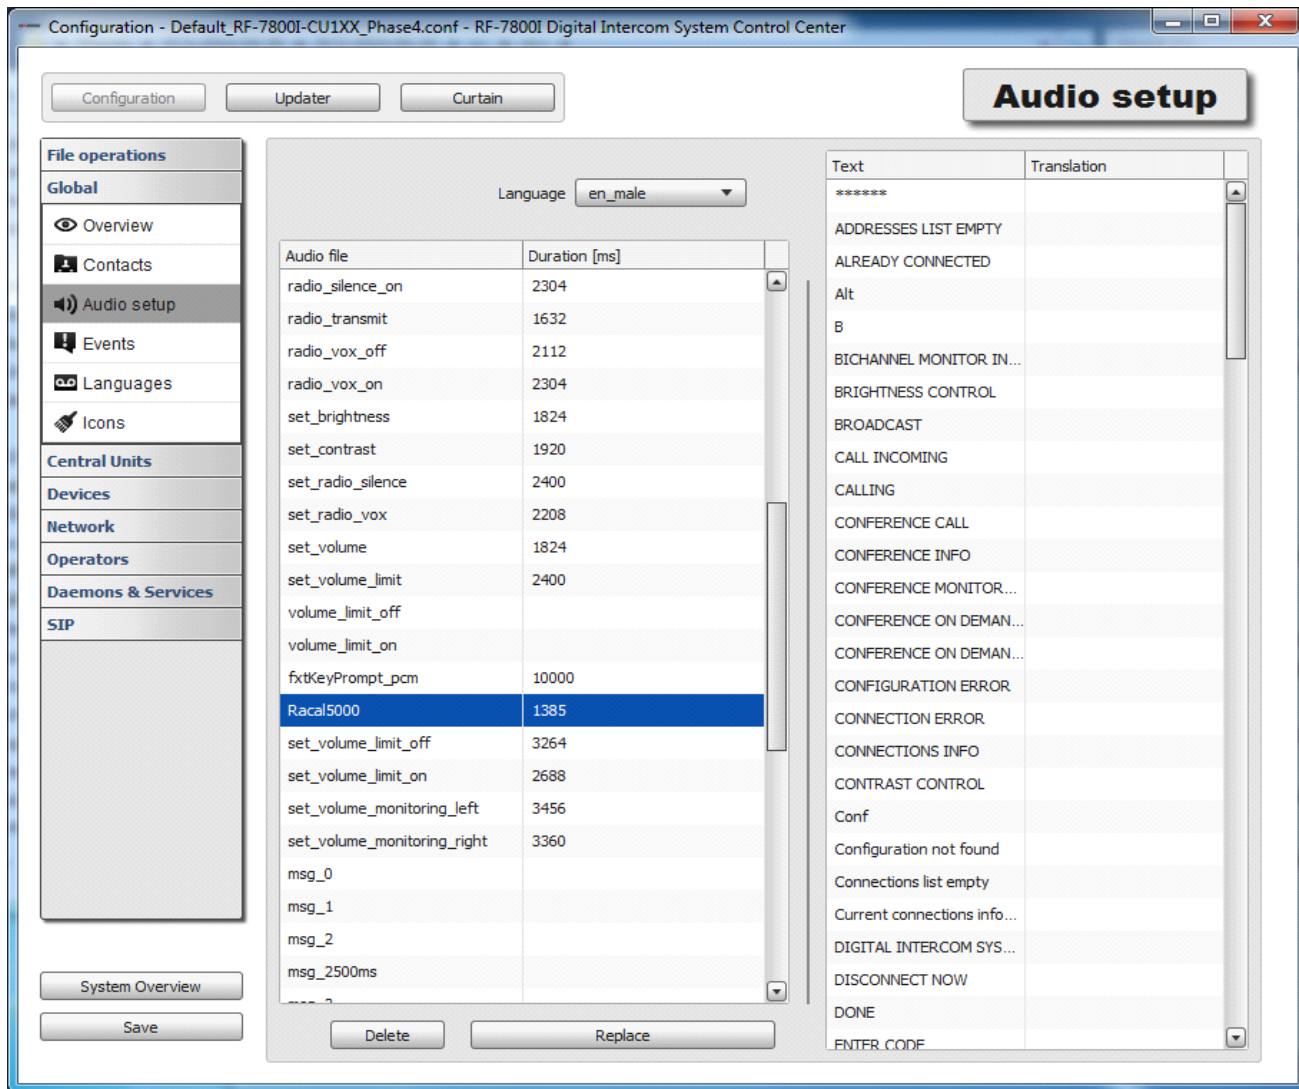 Configuration - Default_RF-7800I-CU1XX_Phase4.conf - RF-7800I Digital Intercom System Control Center
Configuration
Updater
Curtain
Audio setup
File operations
Global
Overview
Contacts
Audio setup
Events
Languages
Icons
Central Units
Devices
Network
Operators
Daemons & Services
SIP
System Overview
Save
Language en_male
Audio file Duration [ms]
radio_silence_on 2304
radio_transmit 1632
radio_vox_off 2112
radio_vox_on 2304
set_brightness 1824
set_contrast 1920
set_radio_silence 2400
set_radio_vox 2208
set_volume 1824
set_volume_limit 2400
volume_limit_off
volume_limit_on
fxtKeyPrompt_pcm 10000
Racal5000 1385
set_volume_limit_off 3264
set_volume_limit_on 2688
set_volume_monitoring_left 3456
set_volume_monitoring_right 3360
msg_0
msg_1
msg_2
msg_2500ms
Delete
Replace
Text Translation
******
ADDRESSES LIST EMPTY
ALREADY CONNECTED
Alt
B
BICHANNEL MONITOR IN...
BRIGHTNESS CONTROL
BROADCAST
CALL INCOMING
CALLING
CONFERENCE CALL
CONFERENCE INFO
CONFERENCE MONITOR...
CONFERENCE ON DEMAN...
CONFERENCE ON DEMAN...
CONFIGURATION ERROR
CONNECTION ERROR
CONNECTIONS INFO
CONTRAST CONTROL
Conf
Configuration not found
Connections list empty
Current connections info...
DIGITAL INTERCOM SYS...
DISCONNECT NOW
DONE
ENTER CODE